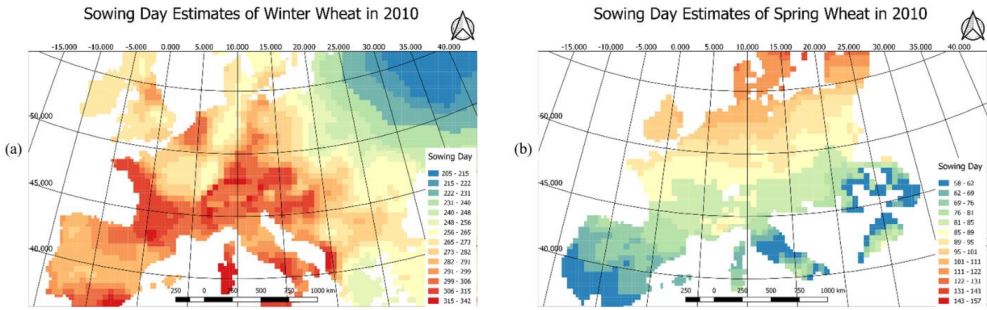 Sowing Day Estimates of Winter Wheat in 2010
-15.000 -10.000 -5.000 0.000 5.000 10.000 15.000 20.000 25.000 30.000 35.000 40.000
50.000
45.000
40.000
(a)
Sowing Day
205 - 215
215 - 222
222 - 231
231 - 240
240 - 248
248 - 256
256 - 265
265 - 273
273 - 282
282 - 291
291 - 299
299 - 306
306 - 315
315 - 342
250 0 250 500 750 1000 km
Sowing Day Estimates of Spring Wheat in 2010
-15.000 -10.000 -5.000 0.000 5.000 10.000 15.000 20.000 25.000 30.000 35.000 40.000
50.000
45.000
40.000
(b)
Sowing Day
58 - 62
62 - 69
69 - 76
76 - 81
81 - 85
85 - 89
89 - 95
95 - 101
101 - 111
111 - 122
122 - 131
131 - 143
143 - 157
250 0 250 500 750 1000 km